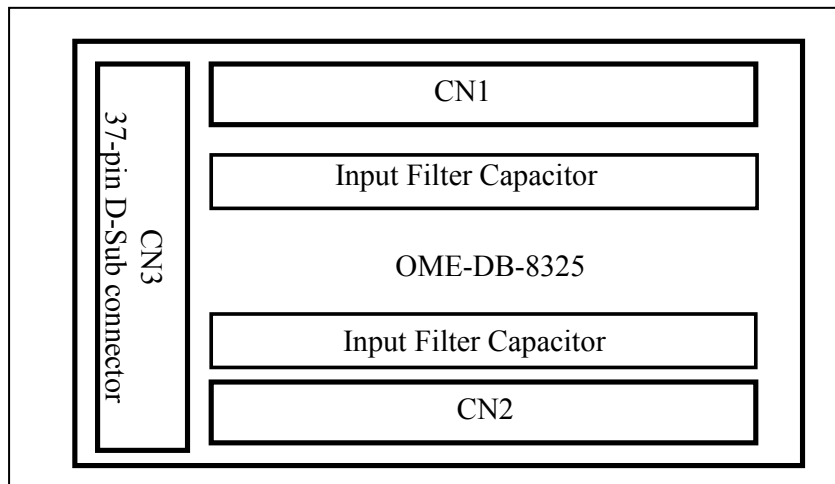 CN1
37-pin D-Sub connector
CN3
Input Filter Capacitor
OME-DB-8325
Input Filter Capacitor
CN2